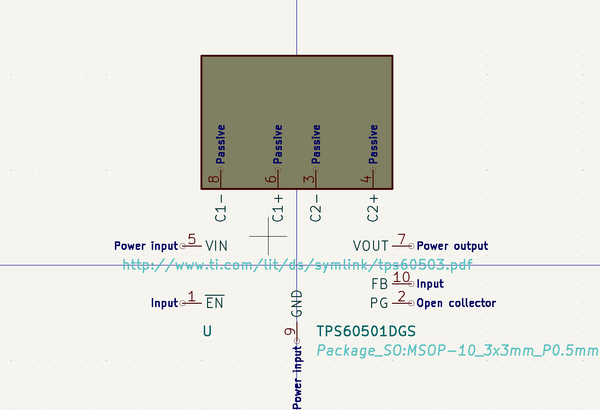 Passive
Passive
Passive
Passive
8
6
3
4
C1-
C1+
C2-
C2+
Power input 5 VIN
VOUT 7 Power output
http://www.ti.com/lit/ds/symlink/tps60503.pdf
FB 10 Input
Input 1 EN
PG 2 Open collector
GND
9
Power input
U
TPS60501DGS
Package_SO:MSOP-10_3x3mm_P0.5mm